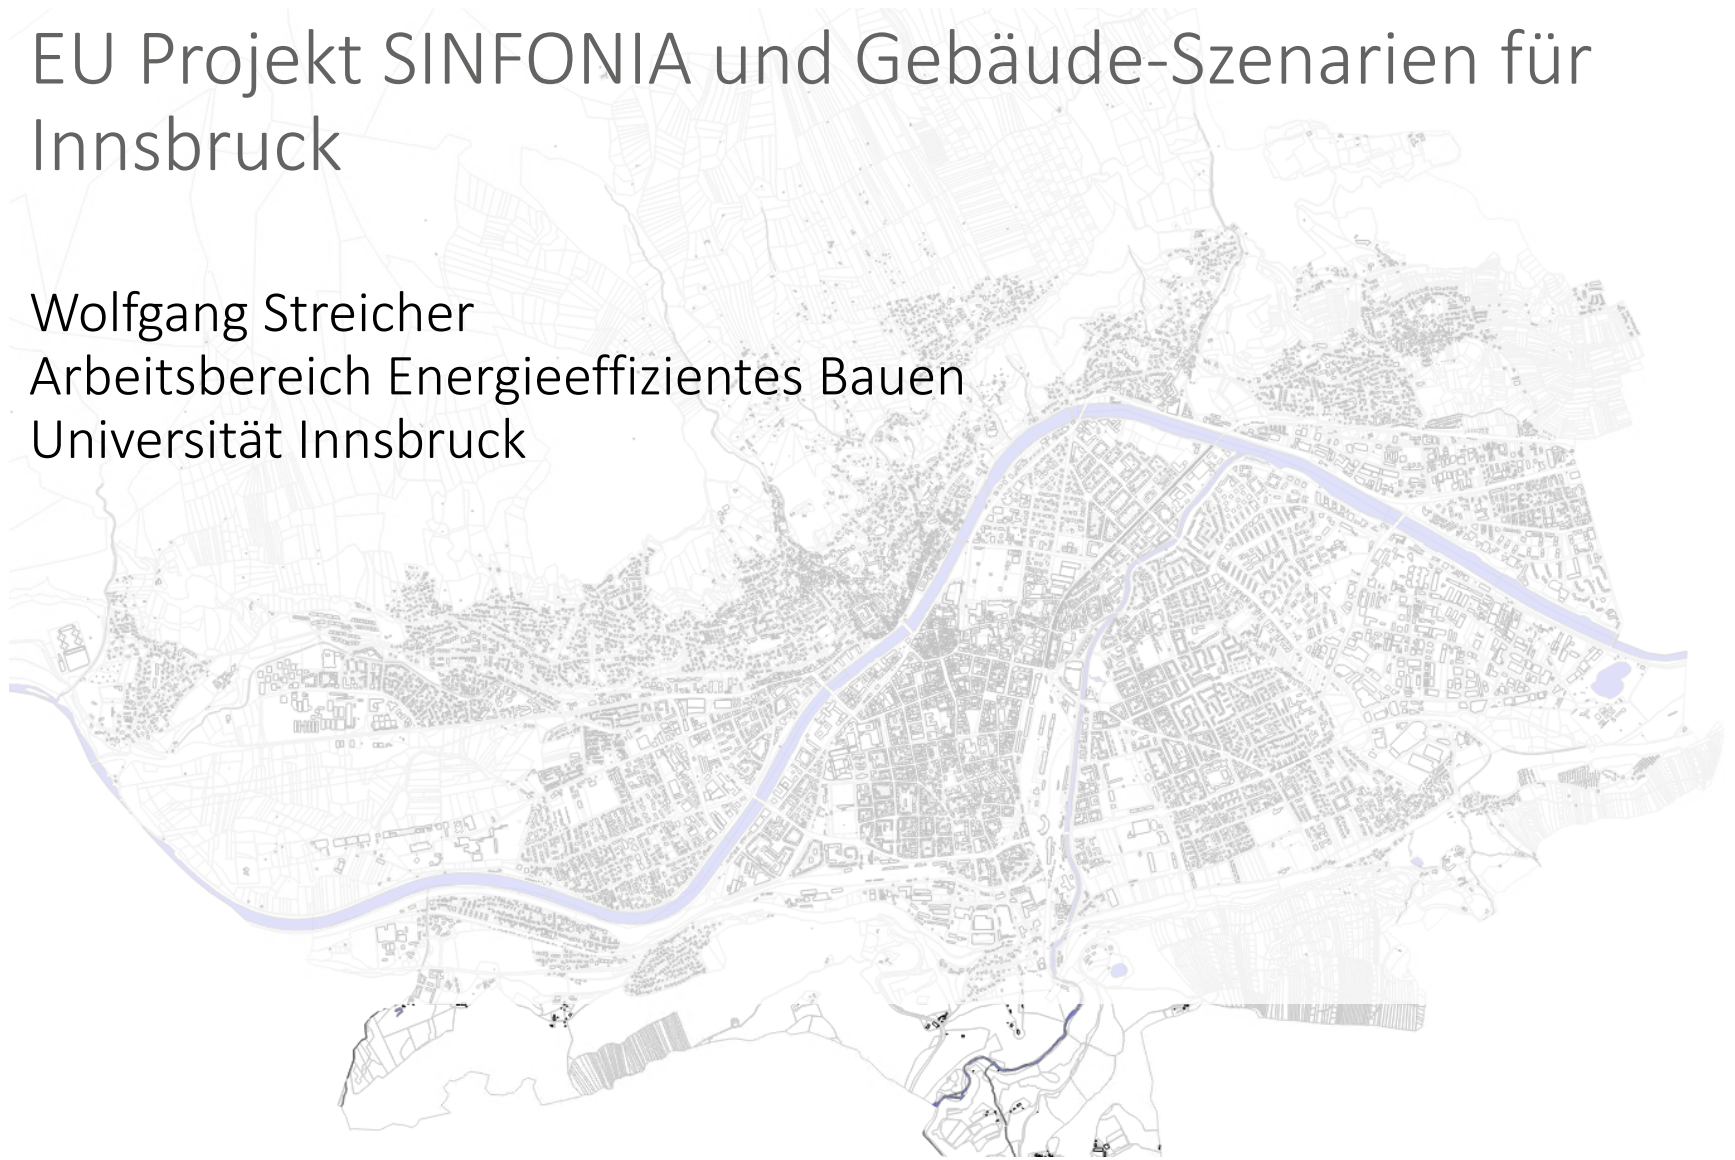 EU Projekt SINFONIA und Gebäude-Szenarien für
Innsbruck
Wolfgang Streicher
Arbeitsbereich Energieeffizientes Bauen
Universität Innsbruck